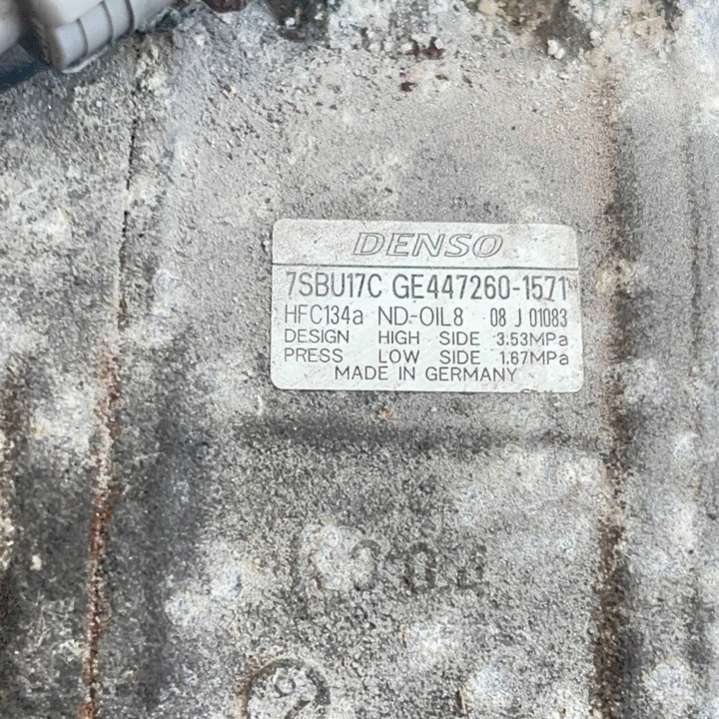 DENSO
7SBU17C GE447260-1571
HFC134a ND-OIL8 08 J 01083
DESIGN HIGH SIDE 3.53MPa
PRESS LOW SIDE 1.67MPa
MADE IN GERMANY